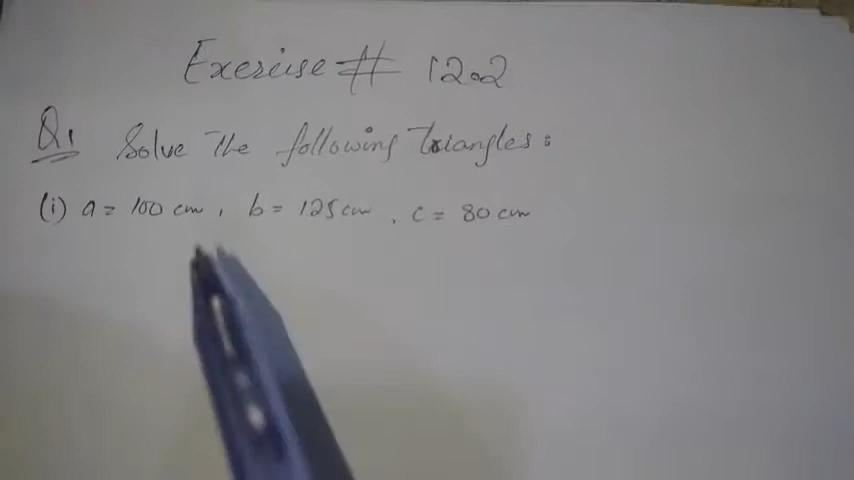 Exercise # 12.2
Q1 Solve The following Triangles:
(i) a = 100 cm, b = 125 cm, c = 80 cm